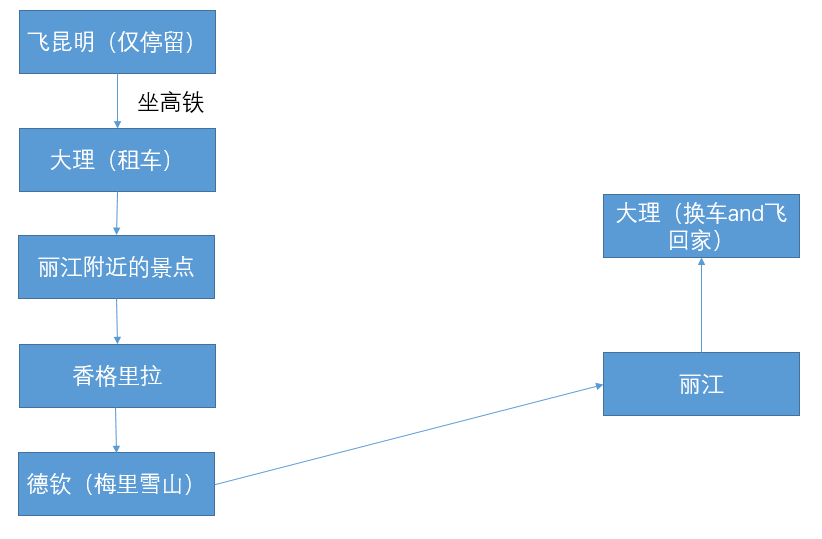 飞昆明（仅停留）
坐高铁
大理（租车）
丽江附近的景点
香格里拉
德钦（梅里雪山）
丽江
大理（换车and飞
回家）